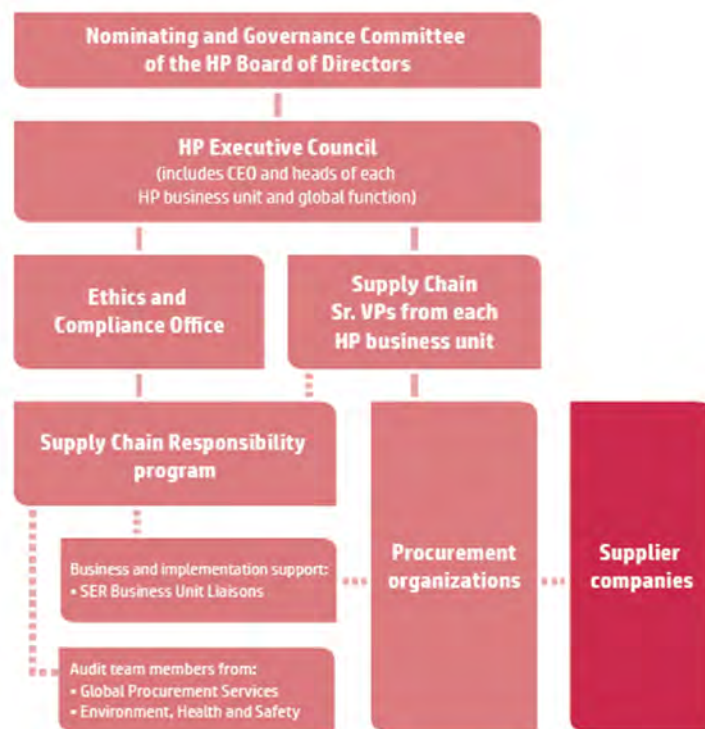 Nominating and Governance Committee
of the HP Board of Directors
HP Executive Council
(includes CEO and heads of each
HP business unit and global function)
Ethics and
Compliance Office
Supply Chain
Sr. VPs from each
HP business unit
Supply Chain Responsibility
program
Business and implementation support:
• SER Business Unit Liaisons
Audit team members from:
• Global Procurement Services
• Environment, Health and Safety
Procurement
organizations
Supplier
companies